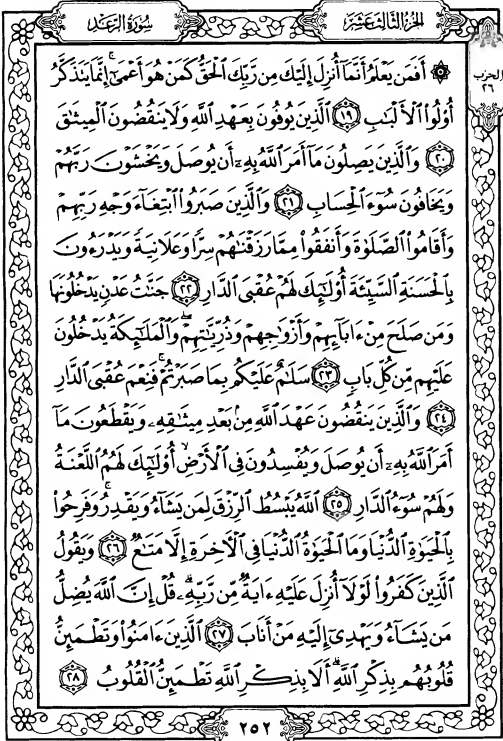 الجزء الثالث عشر
سورة الرعد
الحزب
٢٦
۞ أَفَمَن يَعْلَمُ أَنَّمَآ أُنزِلَ إِلَيْكَ مِن رَّبِّكَ ٱلْحَقُّ كَمَنْ هُوَ أَعْمَىٰٓ ۚ إِنَّمَا يَتَذَكَّرُ
أُو۟لُوا۟ ٱلْأَلْبَٰبِ ١٩ ٱلَّذِينَ يُوفُونَ بِعَهْدِ ٱللَّهِ وَلَا يَنقُضُونَ ٱلْمِيثَٰقَ
٢٠ وَٱلَّذِينَ يَصِلُونَ مَآ أَمَرَ ٱللَّهُ بِهِۦٓ أَن يُوصَلَ وَيَخْشَوْنَ رَبَّهُمْ
وَيَخَافُونَ سُوٓءَ ٱلْحِسَابِ ٢١ وَٱلَّذِينَ صَبَرُوا۟ ٱبْتِغَآءَ وَجْهِ رَبِّهِمْ
وَأَقَامُوا۟ ٱلصَّلَوٰةَ وَأَنفَقُوا۟ مِمَّا رَزَقْنَٰهُمْ سِرًّا وَعَلَانِيَةً وَيَدْرَءُونَ
بِٱلْحَسَنَةِ ٱلسَّيِّئَةَ أُو۟لَٰٓئِكَ لَهُمْ عُقْبَى ٱلدَّارِ ٢٢ جَنَّٰتُ عَدْنٍ يَدْخُلُونَهَا
وَمَن صَلَحَ مِنْ ءَابَآئِهِمْ وَأَزْوَٰجِهِمْ وَذُرِّيَّٰتِهِمْ ۖ وَٱلْمَلَٰٓئِكَةُ يَدْخُلُونَ
عَلَيْهِم مِّن كُلِّ بَابٍ ٢٣ سَلَٰمٌ عَلَيْكُم بِمَا صَبَرْتُمْ ۚ فَنِعْمَ عُقْبَى ٱلدَّارِ
٢٤ وَٱلَّذِينَ يَنقُضُونَ عَهْدَ ٱللَّهِ مِنۢ بَعْدِ مِيثَٰقِهِۦ وَيَقْطَعُونَ مَآ
أَمَرَ ٱللَّهُ بِهِۦٓ أَن يُوصَلَ وَيُفْسِدُونَ فِى ٱلْأَرْضِ ۙ أُو۟لَٰٓئِكَ لَهُمُ ٱللَّعْنَةُ
وَلَهُمْ سُوٓءُ ٱلدَّارِ ٢٥ ٱللَّهُ يَبْسُطُ ٱلرِّزْقَ لِمَن يَشَآءُ وَيَقْدِرُ ۚ وَفَرِحُوا۟
بِٱلْحَيَوٰةِ ٱلدُّنْيَا وَمَا ٱلْحَيَوٰةُ ٱلدُّنْيَا فِى ٱلْءَاخِرَةِ إِلَّا مَتَٰعٌ ٢٦ وَيَقُولُ
ٱلَّذِينَ كَفَرُوا۟ لَوْلَآ أُنزِلَ عَلَيْهِ ءَايَةٌ مِّن رَّبِّهِۦ ۗ قُلْ إِنَّ ٱللَّهَ يُضِلُّ
مَن يَشَآءُ وَيَهْدِىٓ إِلَيْهِ مَنْ أَنَابَ ٢٧ ٱلَّذِينَ ءَامَنُوا۟ وَتَطْمَئِنُّ
قُلُوبُهُم بِذِكْرِ ٱللَّهِ ۗ أَلَا بِذِكْرِ ٱللَّهِ تَطْمَئِنُّ ٱلْقُلُوبُ ٢٨
٢٥٢